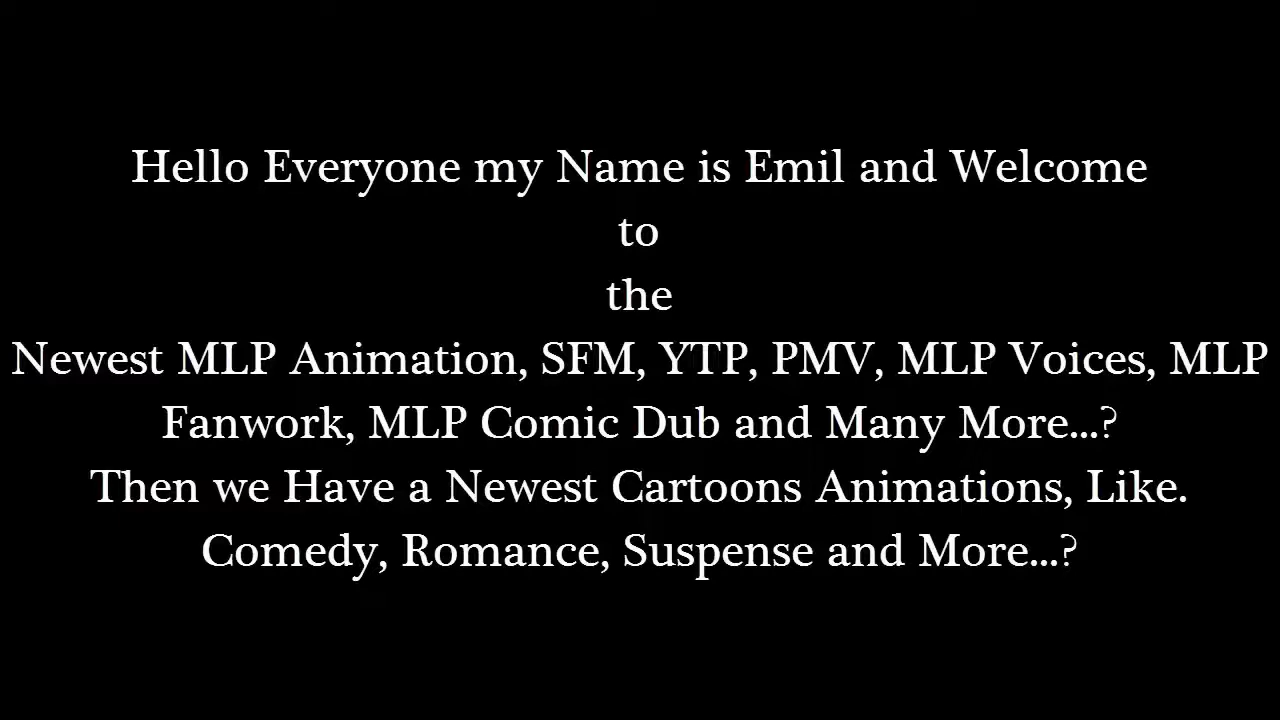 Hello Everyone my Name is Emil and Welcome
to
the
Newest MLP Animation, SFM, YTP, PMV, MLP Voices, MLP
Fanwork, MLP Comic Dub and Many More...?
Then we Have a Newest Cartoons Animations, Like.
Comedy, Romance, Suspense and More...?